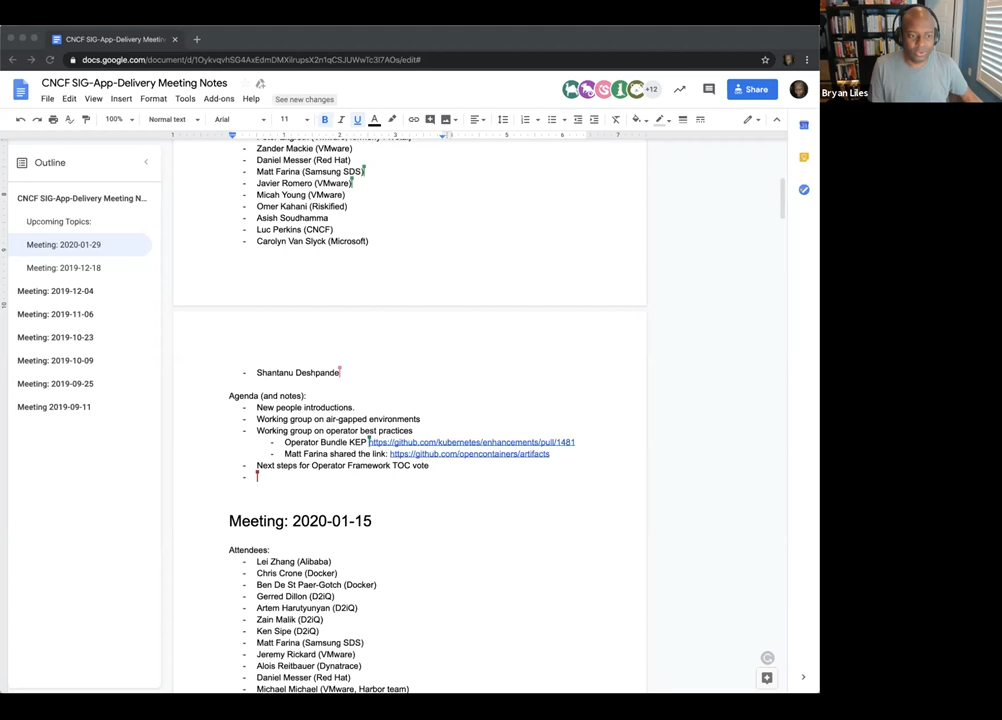 CNCF SIG-App-Delivery Meetin
docs.google.com/document/d/1OykvqvhSG4AxEdmDMXilrupsX2n1qCSJUWwTc3I7AOs/edit#
Bryan Liles
CNCF SIG-App-Delivery Meeting Notes
File Edit View Insert Format Tools Add-ons Help See new changes
+12
Share
100% Normal text Arial 11 B I U A
1 1 2 3 4 5 6 7
Outline
CNCF SIG-App-Delivery Meeting N...
Upcoming Topics:
Meeting: 2020-01-29
Meeting: 2019-12-18
Meeting: 2019-12-04
Meeting: 2019-11-06
Meeting: 2019-10-23
Meeting: 2019-10-09
Meeting: 2019-09-25
Meeting 2019-09-11
- Zander Mackie (VMware)
- Daniel Messer (Red Hat)
- Matt Farina (Samsung SDS)
- Javier Romero (VMware)
- Micah Young (VMware)
- Omer Kahani (Riskified)
- Asish Soudhamma
- Luc Perkins (CNCF)
- Carolyn Van Slyck (Microsoft)
- Shantanu Deshpande
Agenda (and notes):
- New people introductions.
- Working group on air-gapped environments
- Working group on operator best practices
- Operator Bundle KEP https://github.com/kubernetes/enhancements/pull/1481
- Matt Farina shared the link: https://github.com/opencontainers/artifacts
- Next steps for Operator Framework TOC vote
-
Meeting: 2020-01-15
Attendees:
- Lei Zhang (Alibaba)
- Chris Crone (Docker)
- Ben De St Paer-Gotch (Docker)
- Gerred Dillon (D2iQ)
- Artem Harutyunyan (D2iQ)
- Zain Malik (D2iQ)
- Ken Sipe (D2iQ)
- Matt Farina (Samsung SDS)
- Jeremy Rickard (VMware)
- Alois Reitbauer (Dynatrace)
- Daniel Messer (Red Hat)
- Michael Michael (VMware, Harbor team)